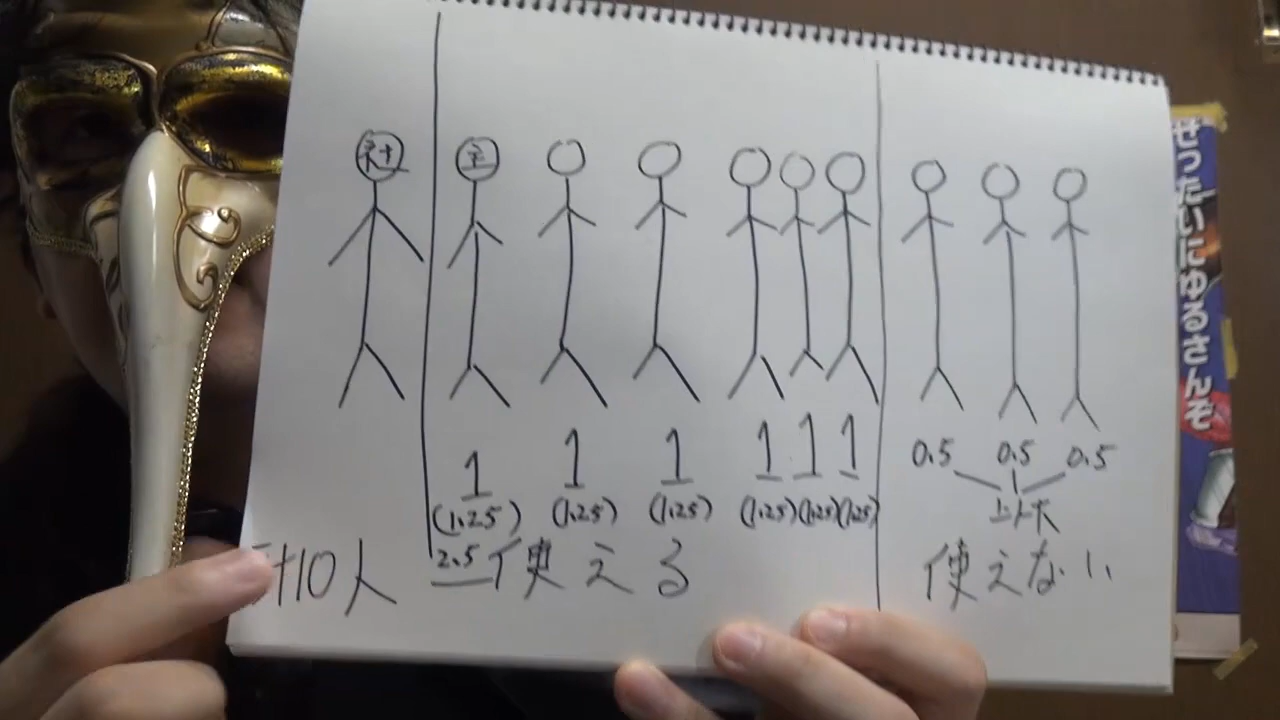 社
主
1 1 1 1 1 1
(1.25) (1.25) (1.25) (1.25) (1.25) (1.25)
2.5
0.5 0.5 0.5
計10人
使える
使えない
ぜったいにゆるさんぞ